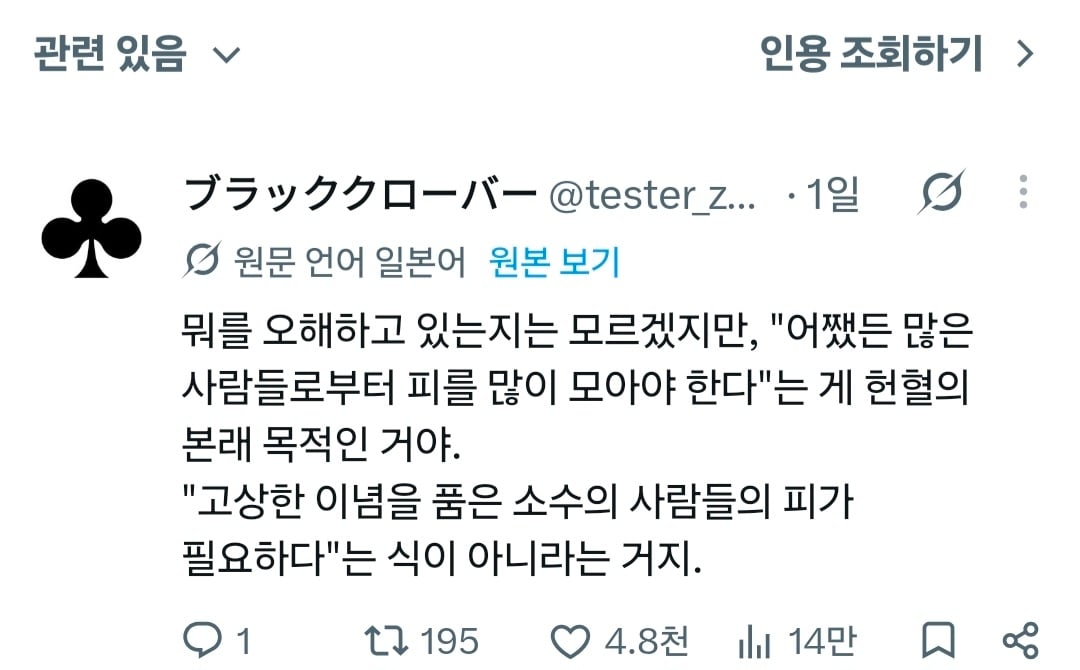 관련 있음
인용 조회하기
ブラッククローバー @tester_z... · 1일
원문 언어 일본어 원본 보기
뭐를 오해하고 있는지는 모르겠지만, "어쨌든 많은
사람들로부터 피를 많이 모아야 한다"는 게 헌혈의
본래 목적인 거야.
"고상한 이념을 품은 소수의 사람들의 피가
필요하다"는 식이 아니라는 거지.
1 195 4.8천 14만